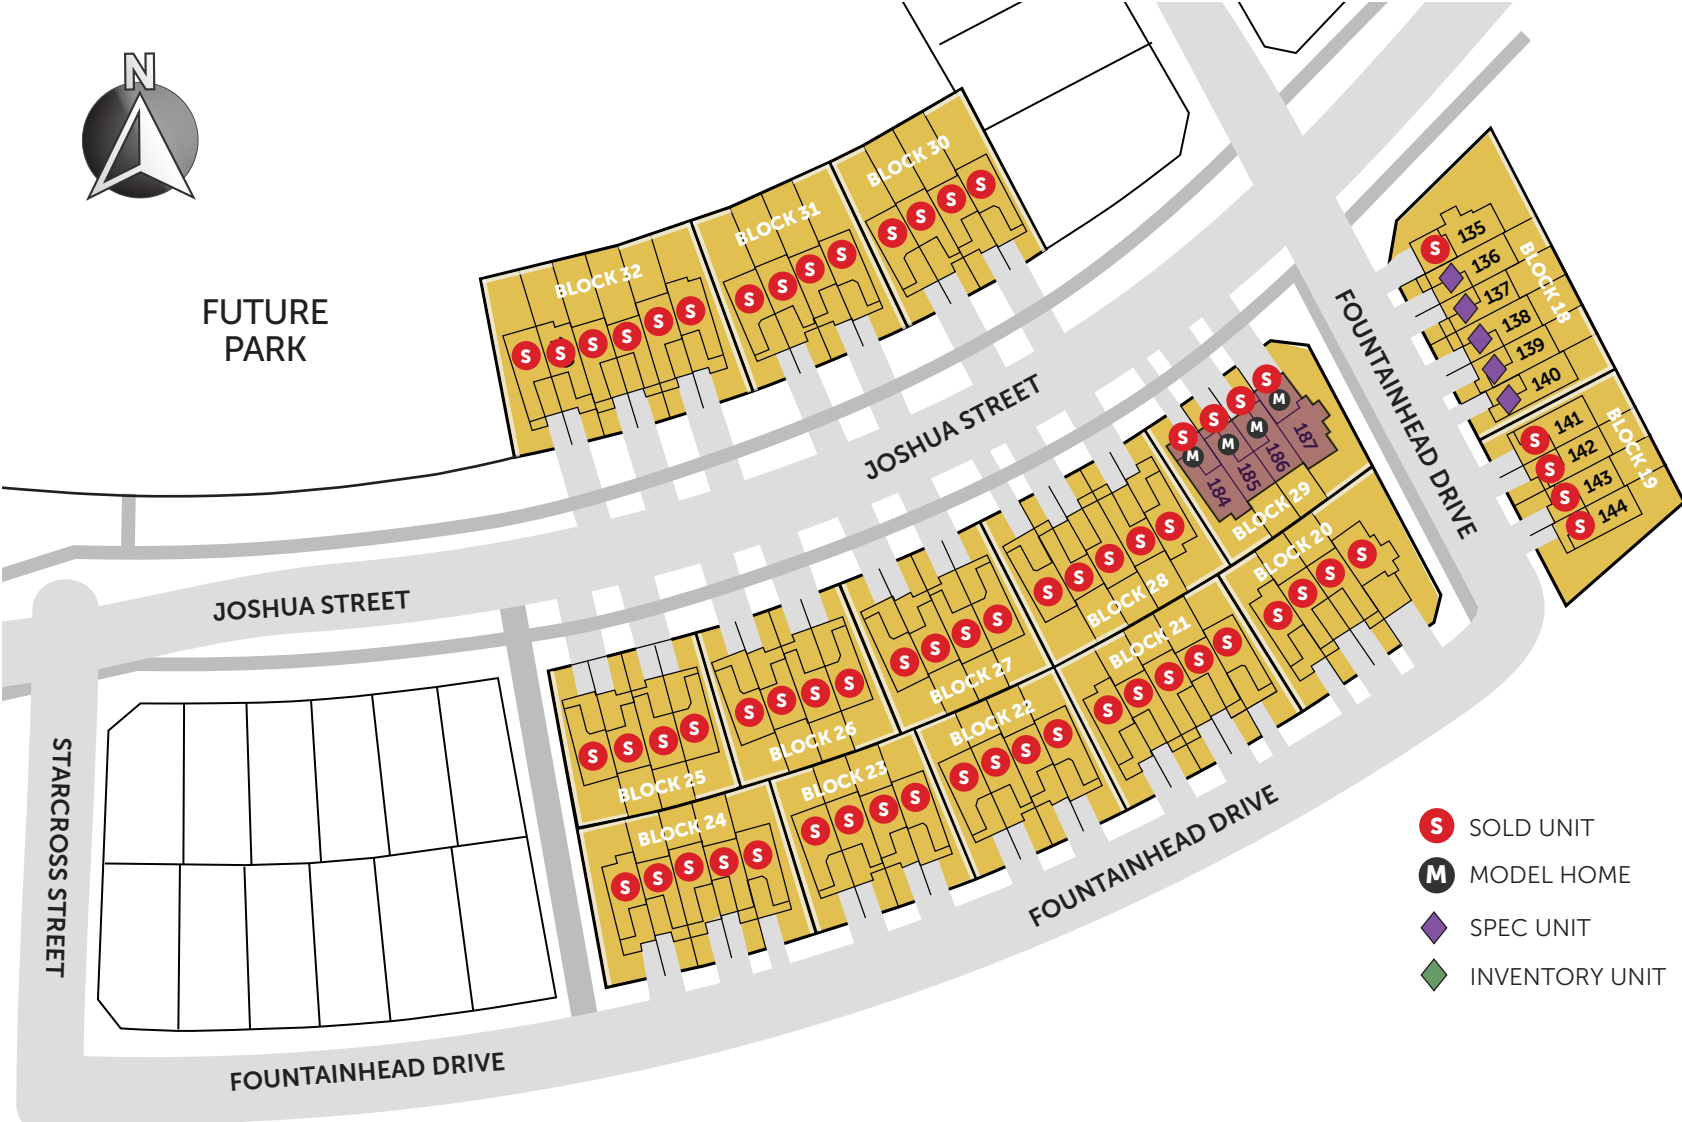 N
FUTURE
PARK
BLOCK 30
S S S S
BLOCK 31
S S S S
BLOCK 32
S S S S S S
JOSHUA STREET
JOSHUA STREET
FOUNTAINHEAD DRIVE
BLOCK 18
S 135
136
137
138
139
140
BLOCK 19
S 141
S 142
S 143
S 144
S S S S
M M M M
184 185 186 187
BLOCK 29
BLOCK 20
S S S S
S S S S S
BLOCK 28
BLOCK 21
S S S S S
S S S S
BLOCK 27
BLOCK 22
S S S S
S S S S
BLOCK 26
BLOCK 23
S S S S
S S S S
BLOCK 25
BLOCK 24
S S S S S
STARCROSS STREET
FOUNTAINHEAD DRIVE
FOUNTAINHEAD DRIVE
S SOLD UNIT
M MODEL HOME
SPEC UNIT
INVENTORY UNIT